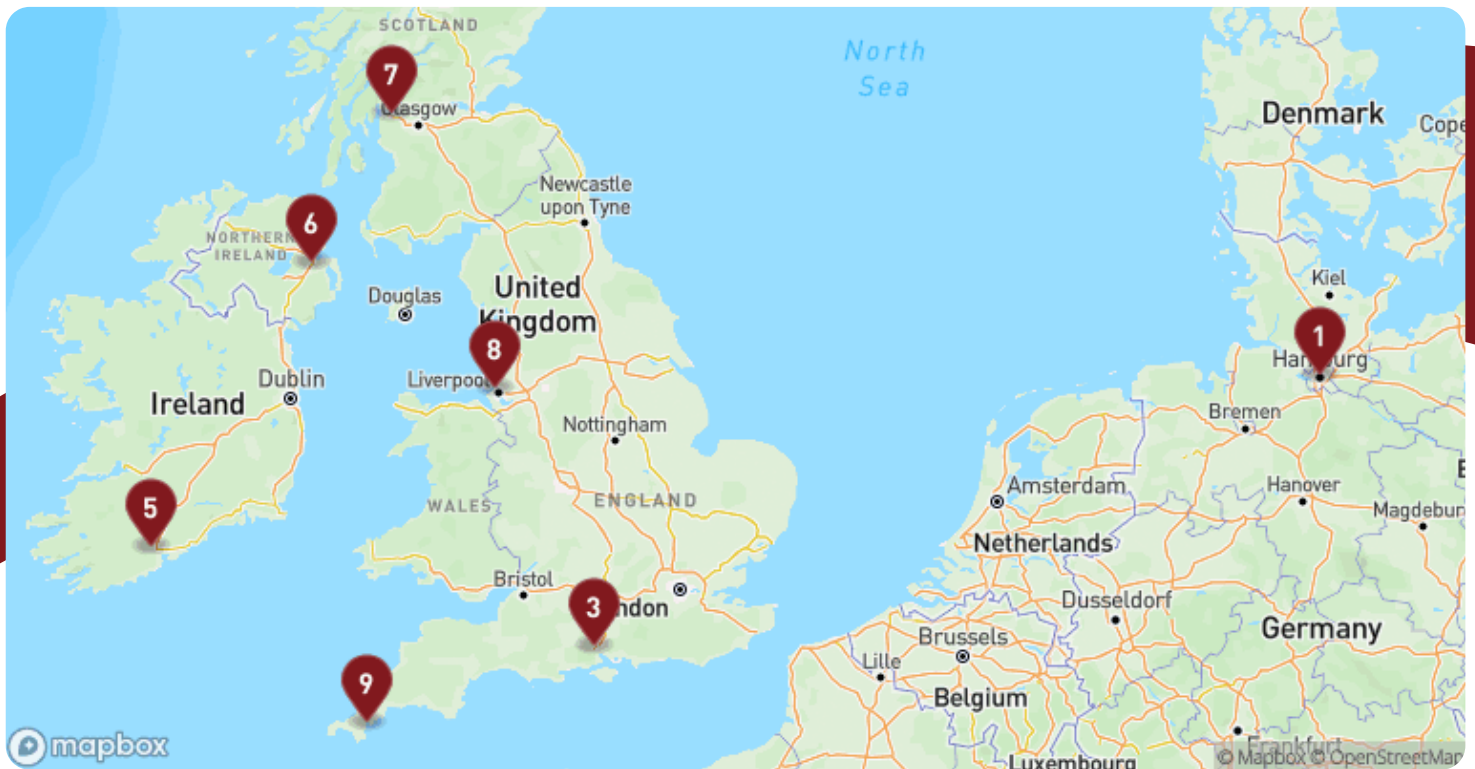 SCOTLAND
North
Sea
7
Glasgow
Denmark
Newcastle
upon Tyne
6
NORTHERN
IRELAND
Kiel
United
Kingdom
Douglas
1
Hamburg
8
Liverpool
Dublin
Ireland
Bremen
Nottingham
Amsterdam
Hanover
5
WALES
ENGLAND
Netherlands
Bristol
3
Dusseldorf
Germany
Brussels
Lille
9
Belgium
mapbox
Frankfurt
© Mapbox © OpenStreetMap
Luxembourg